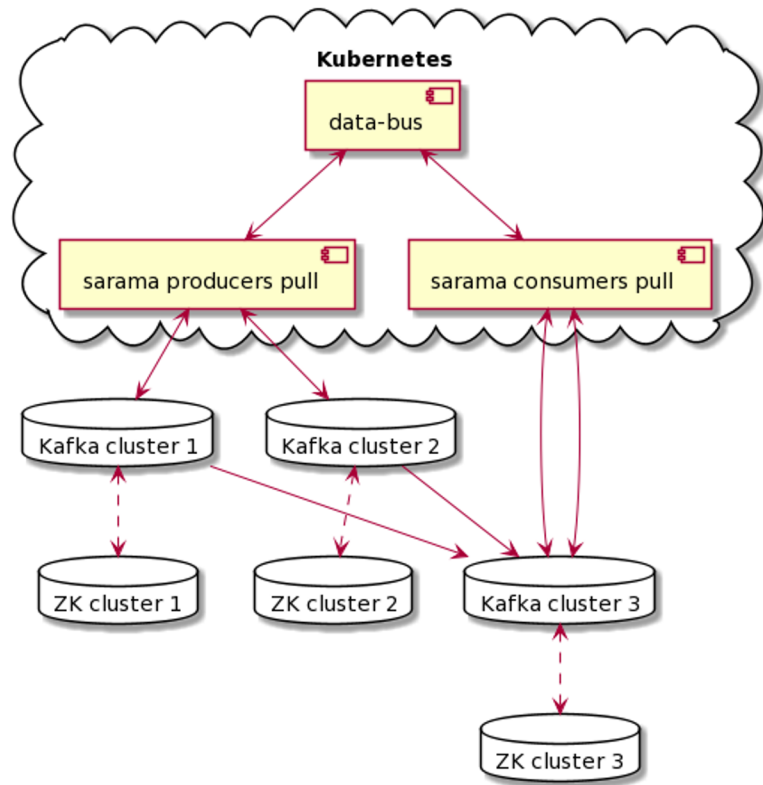 Kubernetes
data-bus
sarama producers pull
sarama consumers pull
Kafka cluster 1
Kafka cluster 2
ZK cluster 1
ZK cluster 2
Kafka cluster 3
ZK cluster 3